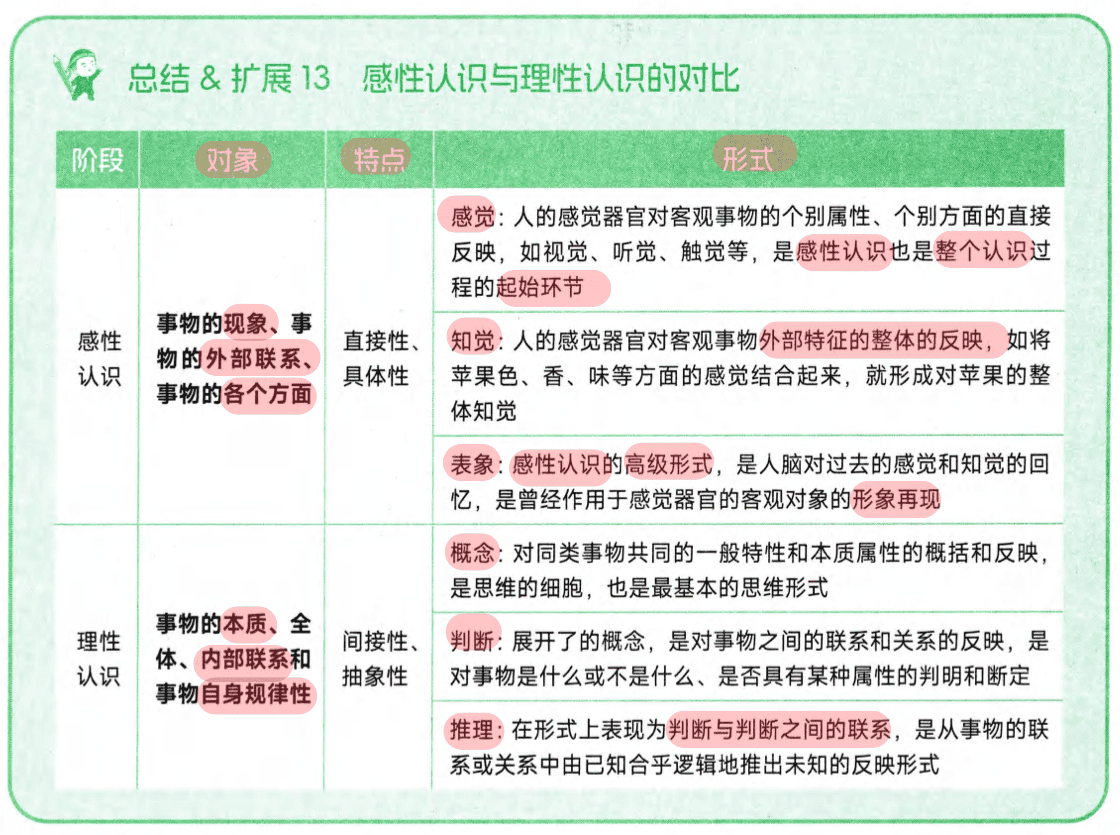 总结 & 扩展 13 感性认识与理性认识的对比
阶段 对象 特点 形式
感性
认识
事物的现象、事
物的外部联系、
事物的各个方面
直接性、
具体性
感觉：人的感觉器官对客观事物的个别属性、个别方面的直接
反映，如视觉、听觉、触觉等，是感性认识也是整个认识过
程的起始环节
知觉：人的感觉器官对客观事物外部特征的整体的反映，如将
苹果色、香、味等方面的感觉结合起来，就形成对苹果的整
体知觉
表象：感性认识的高级形式，是人脑对过去的感觉和知觉的回
忆，是曾经作用于感觉器官的客观对象的形象再现
理性
认识
事物的本质、全
体、内部联系和
事物自身规律性
间接性、
抽象性
概念：对同类事物共同的一般特性和本质属性的概括和反映，
是思维的细胞，也是最基本的思维形式
判断：展开了的概念，是对事物之间的联系和关系的反映，是
对事物是什么或不是什么、是否具有某种属性的判明和断定
推理：在形式上表现为判断与判断之间的联系，是从事物的联
系或关系中由已知合乎逻辑地推出未知的反映形式